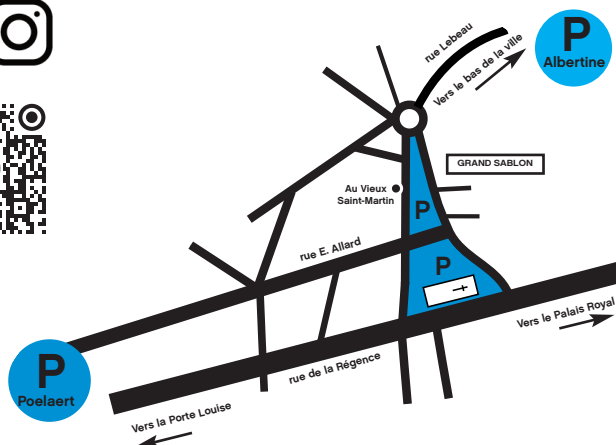 rue Lebeau
Vers le bas de la ville
P
Albertine
GRAND SABLON
Au Vieux
Saint-Martin
P
rue E. Allard
P
Vers le Palais Royal
P
Poelaert
rue de la Régence
Vers la Porte Louise